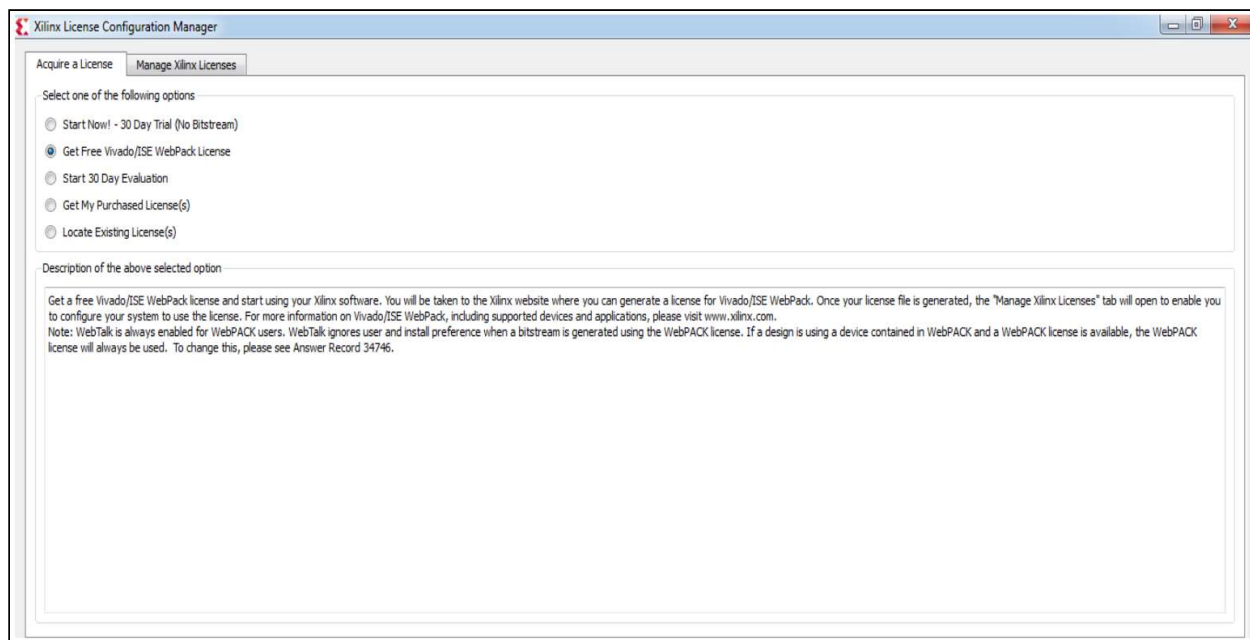 Xilinx License Configuration Manager
Acquire a License
Manage Xilinx Licenses
Select one of the following options
Start Now! - 30 Day Trial (No Bitstream)
Get Free Vivado/ISE WebPack License
Start 30 Day Evaluation
Get My Purchased License(s)
Locate Existing License(s)
Description of the above selected option
Get a free Vivado/ISE WebPack license and start using your Xilinx software. You will be taken to the Xilinx website where you can generate a license for Vivado/ISE WebPack. Once your license file is generated, the "Manage Xilinx Licenses" tab will open to enable you
to configure your system to use the license. For more information on Vivado/ISE WebPack, including supported devices and applications, please visit www.xilinx.com.
Note: WebTalk is always enabled for WebPACK users. WebTalk ignores user and install preference when a bitstream is generated using the WebPACK license. If a design is using a device contained in WebPACK and a WebPACK license is available, the WebPACK
license will always be used.  To change this, please see Answer Record 34746.